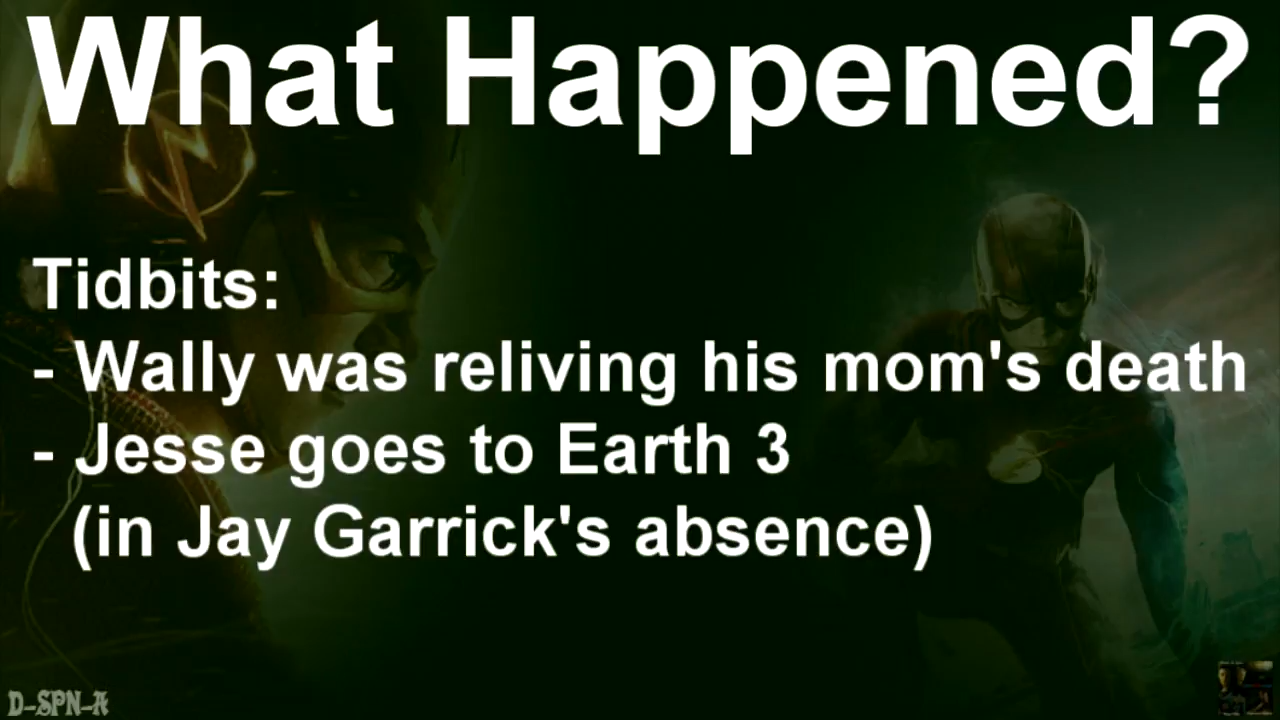 What Happened?
Tidbits:
- Wally was reliving his mom's death
- Jesse goes to Earth 3
(in Jay Garrick's absence)
D-SPN-A